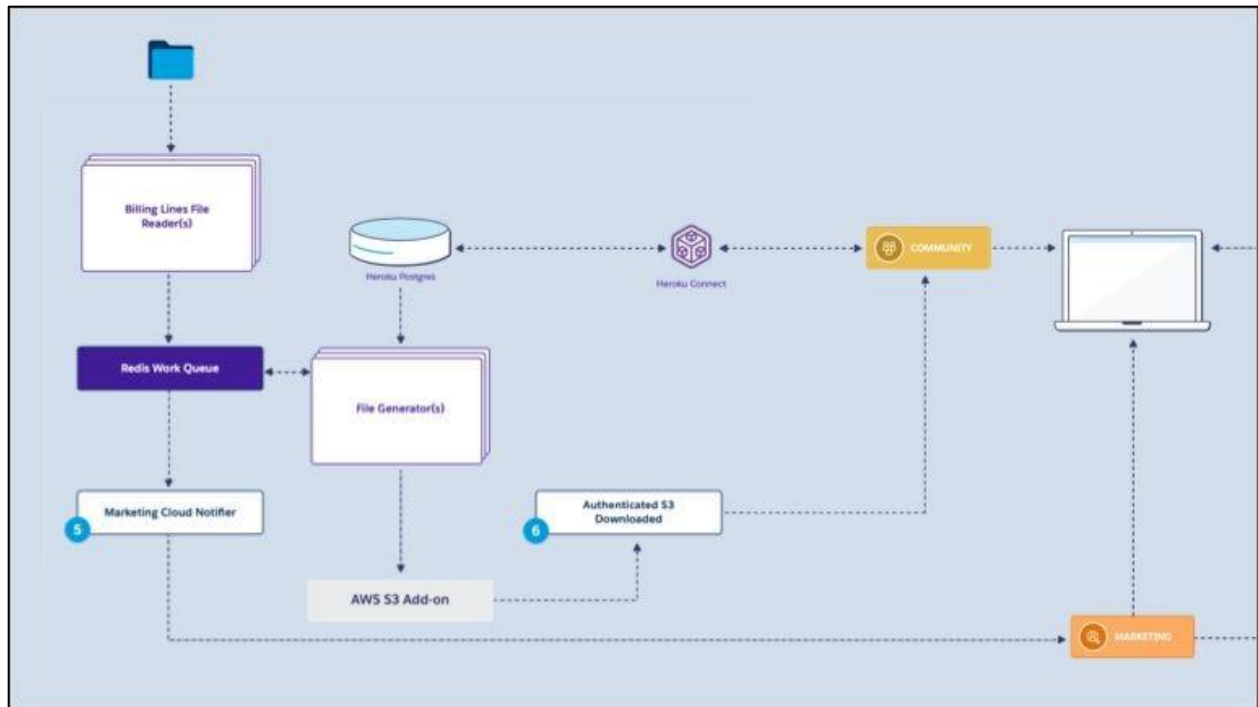 Billing Lines File
Reader(s)
Heroku Postgres
Heroku Connect
COMMUNITY
Redis Work Queue
File Generator(s)
Marketing Cloud Notifier
5
Authenticated S3
Downloaded
6
AWS S3 Add-on
MARKETING